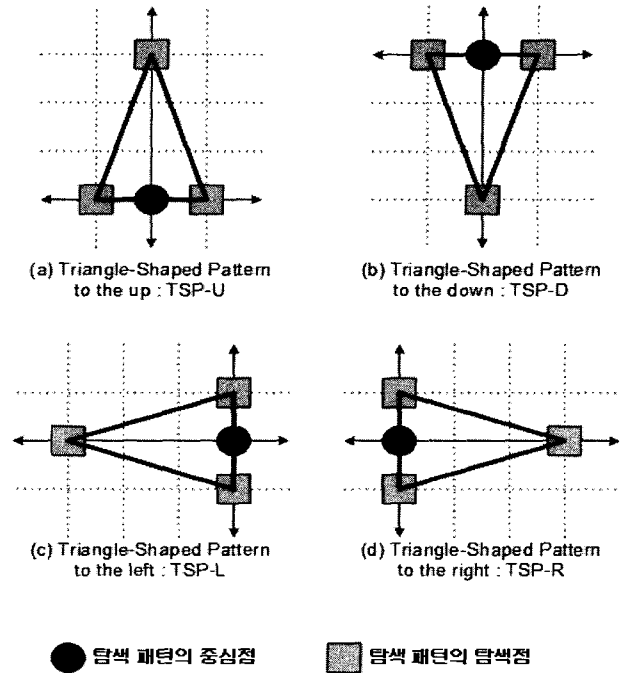 (a) Triangle-Shaped Pattern
to the up : TSP-U
(b) Triangle-Shaped Pattern
to the down : TSP-D
(c) Triangle-Shaped Pattern
to the left : TSP-L
(d) Triangle-Shaped Pattern
to the right : TSP-R
탐색 패턴의 중심점
탐색 패턴의 탐색점